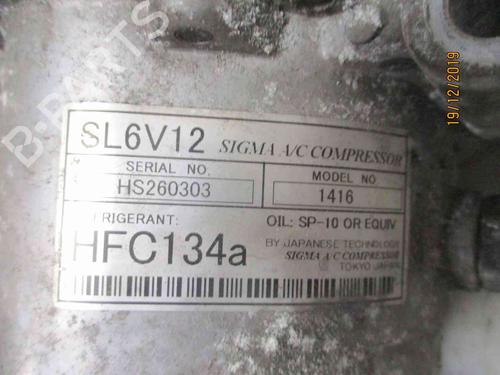 SL6V12 SIGMA A/C COMPRESSOR
SERIAL NO. MODEL NO
HS260303 1416
FRIGERANT: OIL: SP-10 OR EQUIV
HFC134a BY JAPANESE TECHNOLOGY
SIGMA A/C COMPRESSOR
TOKYO JAPAN
19/12/2019
B-PARTS